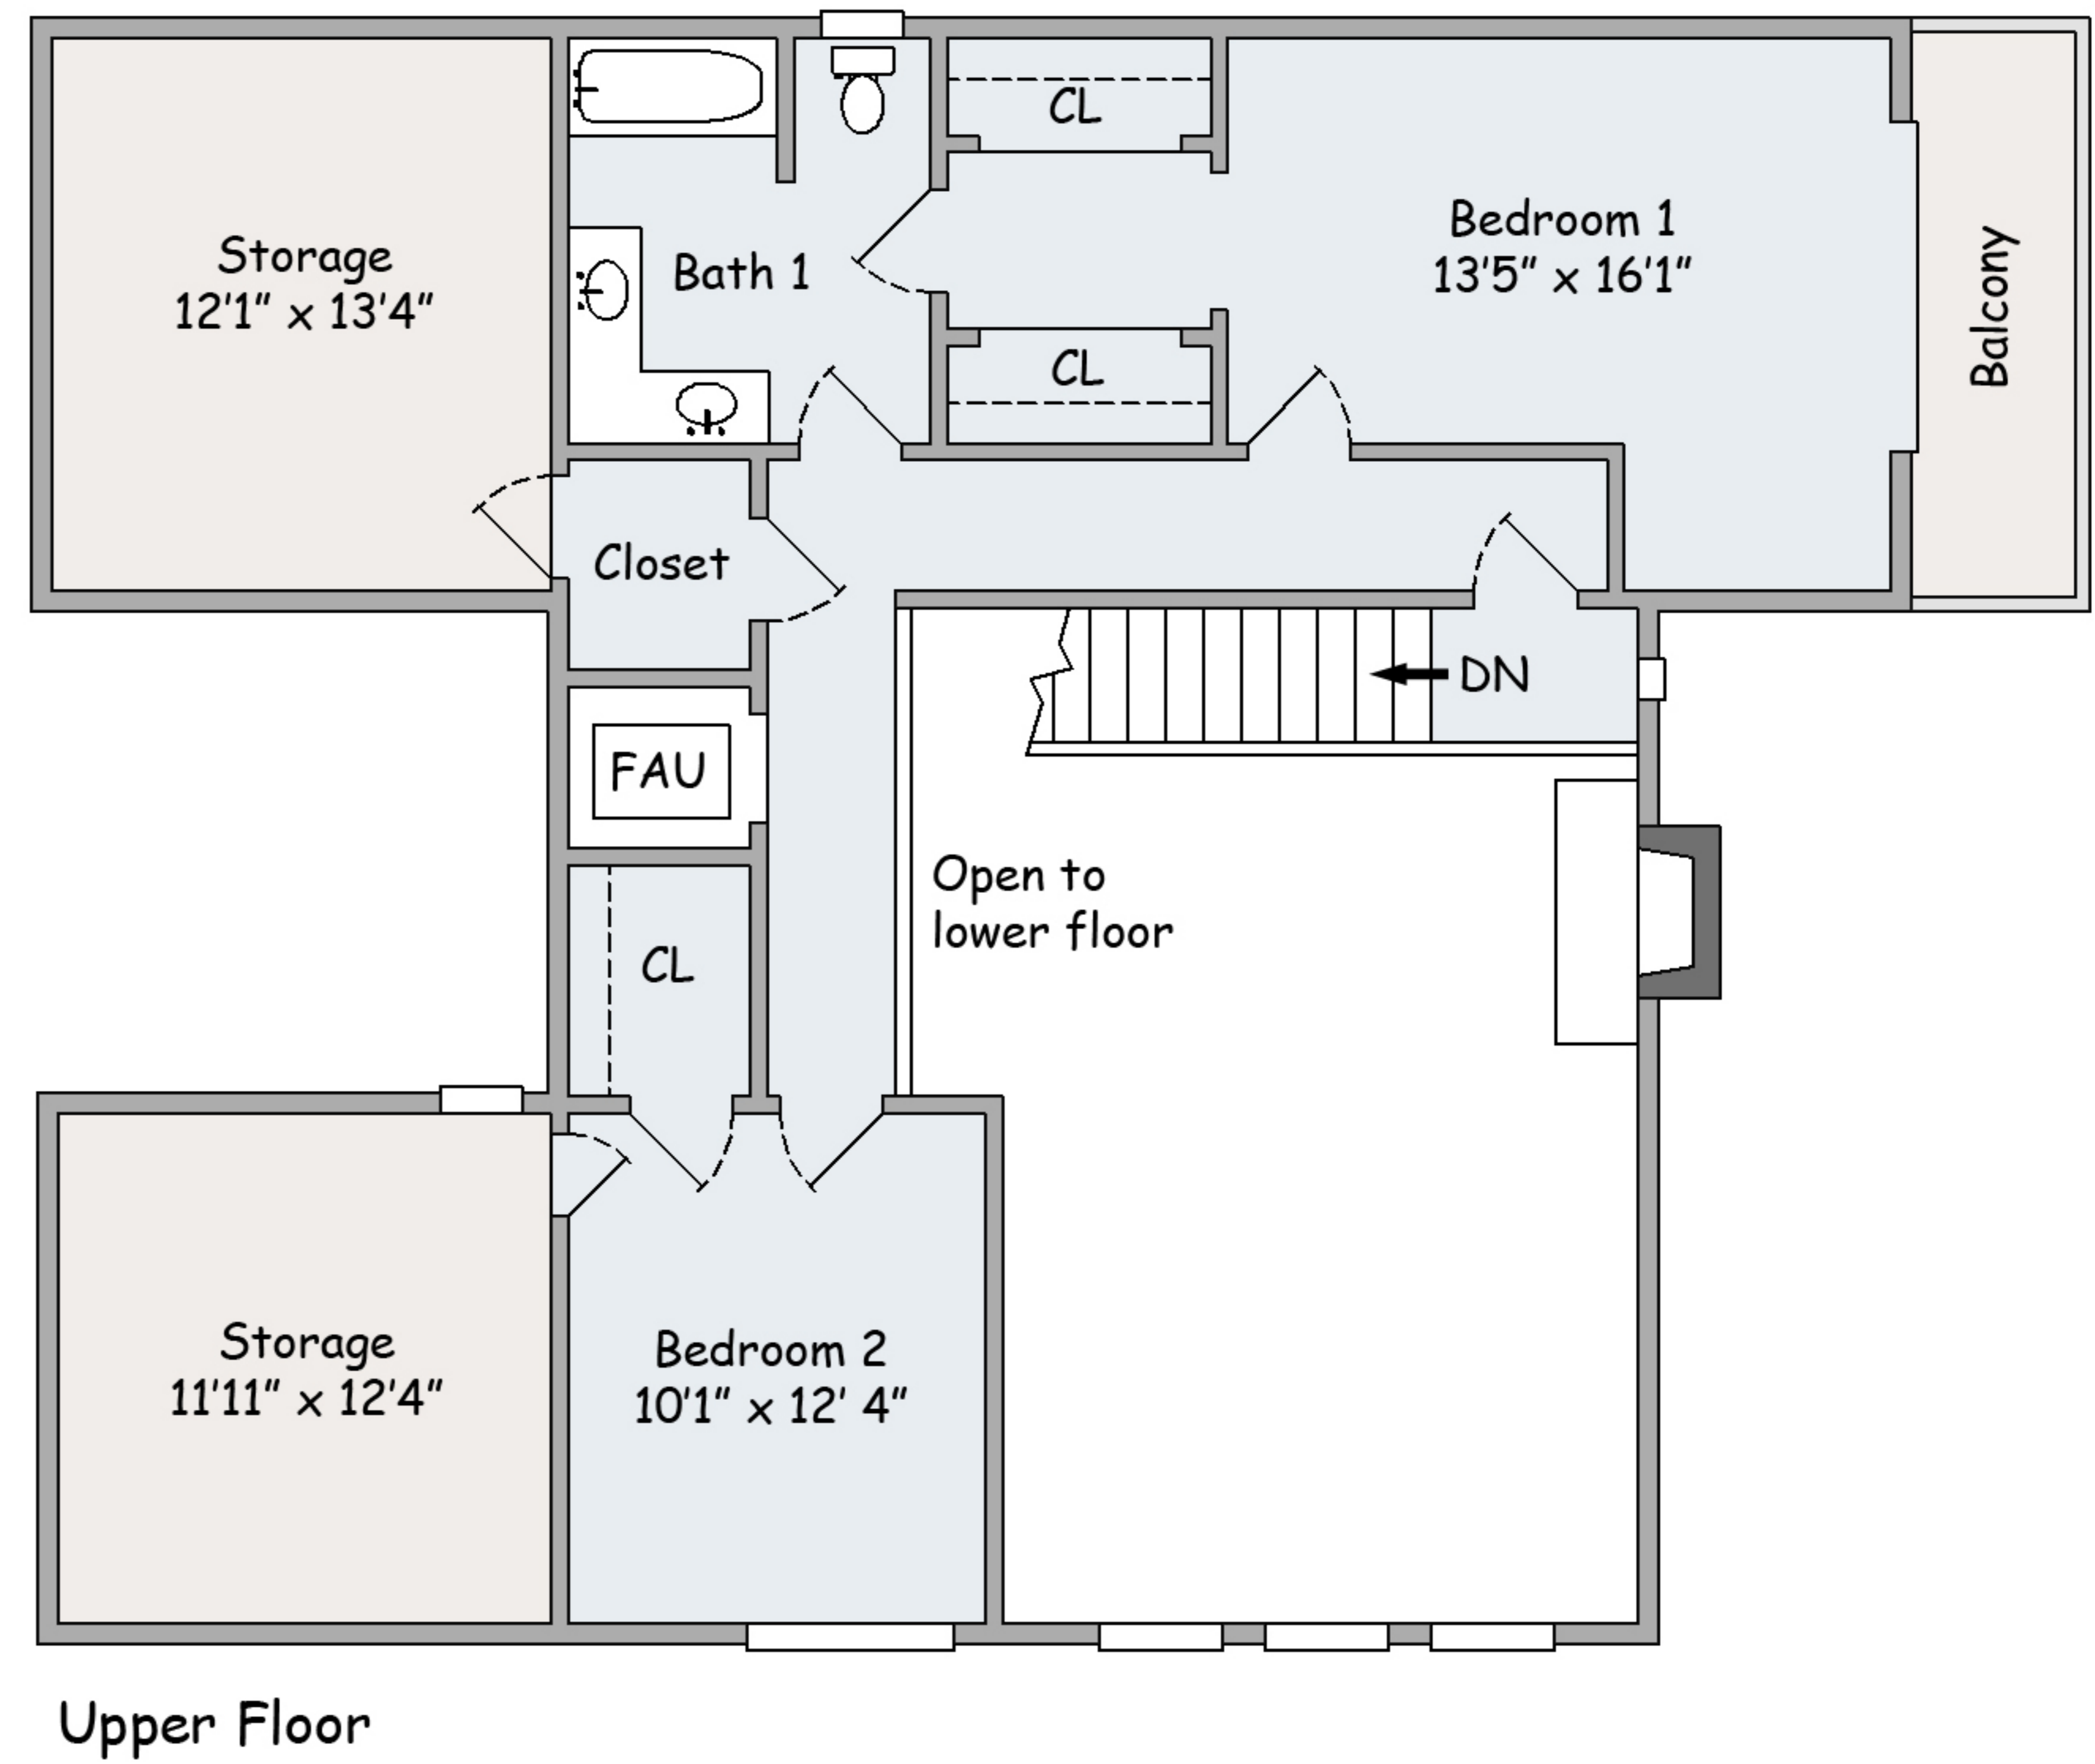 CL
Storage
12'1" x 13'4"
Bath 1
Bedroom 1
13'5" x 16'1"
Balcony
CL
Closet
DN
FAU
Open to
lower floor
CL
Storage
11'11" x 12'4"
Bedroom 2
10'1" x 12' 4"
Upper Floor